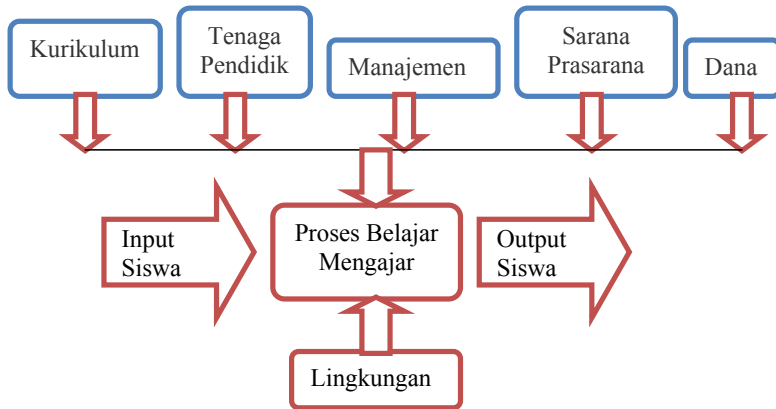 Kurikulum
Tenaga
Pendidik
Manajemen
Sarana
Prasarana
Dana
Input
Siswa
Proses Belajar
Mengajar
Output
Siswa
Lingkungan